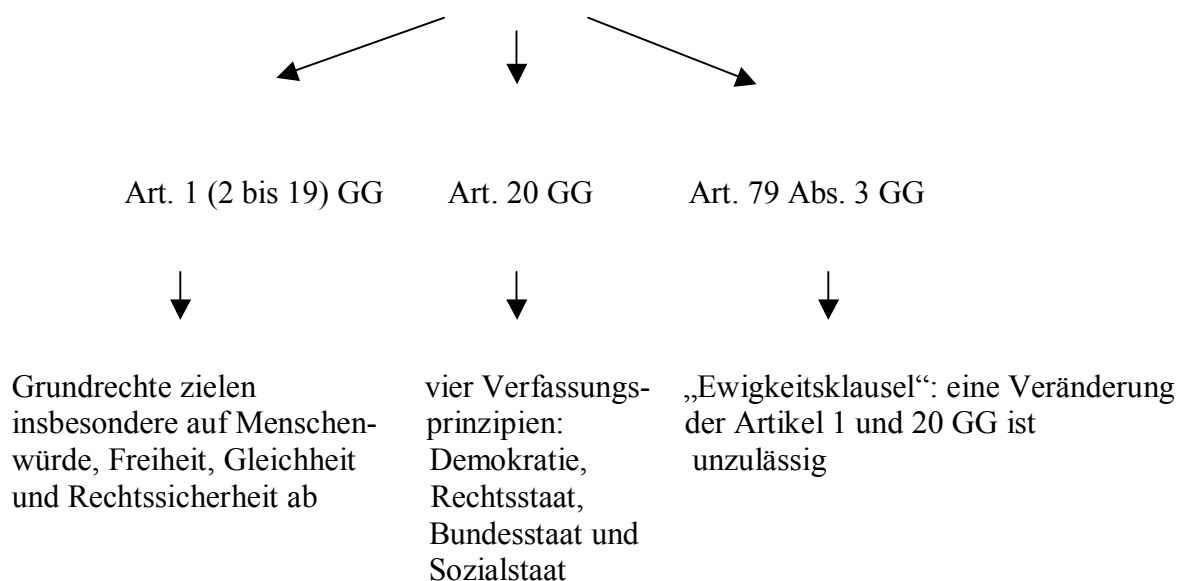 Art. 1 (2 bis 19) GG Art. 20 GG Art. 79 Abs. 3 GG
Grundrechte zielen
insbesondere auf Menschen-
würde, Freiheit, Gleichheit
und Rechtssicherheit ab
vier Verfassungs-
prinzipien:
Demokratie,
Rechtsstaat,
Bundesstaat und
Sozialstaat
„Ewigkeitsklausel“: eine Veränderung
der Artikel 1 und 20 GG ist
unzulässig